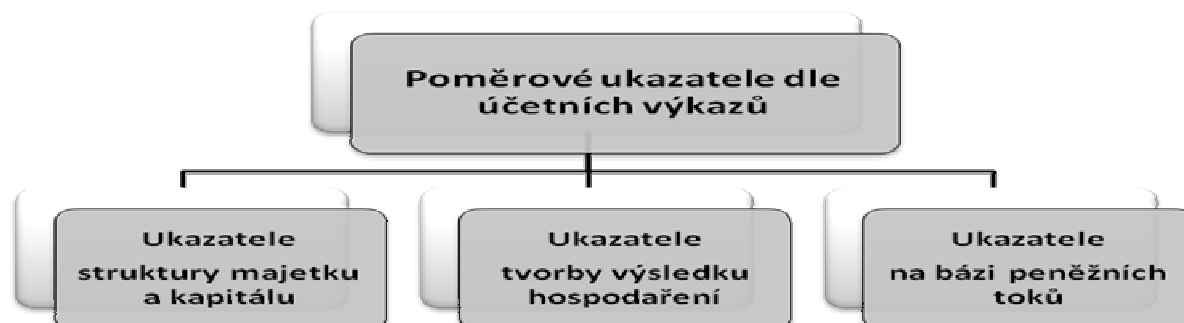 Poměrové ukazatele dle
účetních výkazů
Ukazatele
struktury majetku
a kapitálu
Ukazatele
tvorby výsledku
hospodaření
Ukazatele
na bázi peněžních
toků